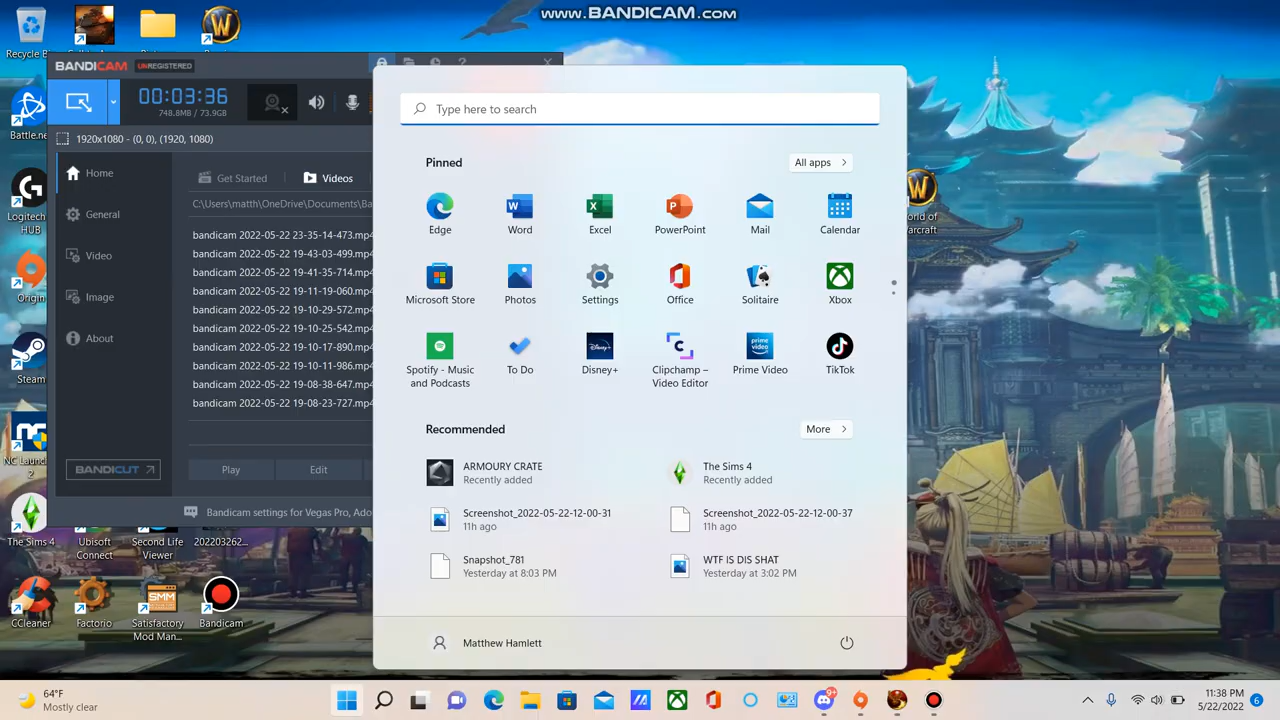 www.BANDICAM.com
Recycle B
BANDICAM UNREGISTERED
00:03:36
748.8MB / 73.9GB
1920x1080 - (0, 0), (1920, 1080)
Home
General
Video
Image
About
BANDICUT
Get Started
Videos
C:\Users\matth\OneDrive\Documents\Ba
bandicam 2022-05-22 23-35-14-473.mp4
bandicam 2022-05-22 19-43-03-499.mp4
bandicam 2022-05-22 19-41-35-714.mp4
bandicam 2022-05-22 19-11-19-060.mp4
bandicam 2022-05-22 19-10-29-572.mp4
bandicam 2022-05-22 19-10-25-542.mp4
bandicam 2022-05-22 19-10-17-890.mp4
bandicam 2022-05-22 19-10-11-986.mp4
bandicam 2022-05-22 19-08-38-647.mp4
bandicam 2022-05-22 19-08-23-727.mp4
Play
Edit
Bandicam settings for Vegas Pro, Ado
Battle.ne
Logitech
HUB
Origin
Steam
NC Laun
2
The Sims 4
Ubisoft
Connect
Second Life
Viewer
202203262...
CCleaner
Factorio
Satisfactory
Mod Man...
Bandicam
World of
Warcraft
Type here to search
Pinned
All apps
Edge
Word
Excel
PowerPoint
Mail
Calendar
Microsoft Store
Photos
Settings
Office
Solitaire
Xbox
Spotify - Music
and Podcasts
To Do
Disney+
Clipchamp –
Video Editor
Prime Video
TikTok
Recommended
More
ARMOURY CRATE
Recently added
The Sims 4
Recently added
Screenshot_2022-05-22-12-00-31
11h ago
Screenshot_2022-05-22-12-00-37
11h ago
Snapshot_781
Yesterday at 8:03 PM
WTF IS DIS SHAT
Yesterday at 3:02 PM
Matthew Hamlett
64°F
Mostly clear
9+
11:38 PM
5/22/2022
6